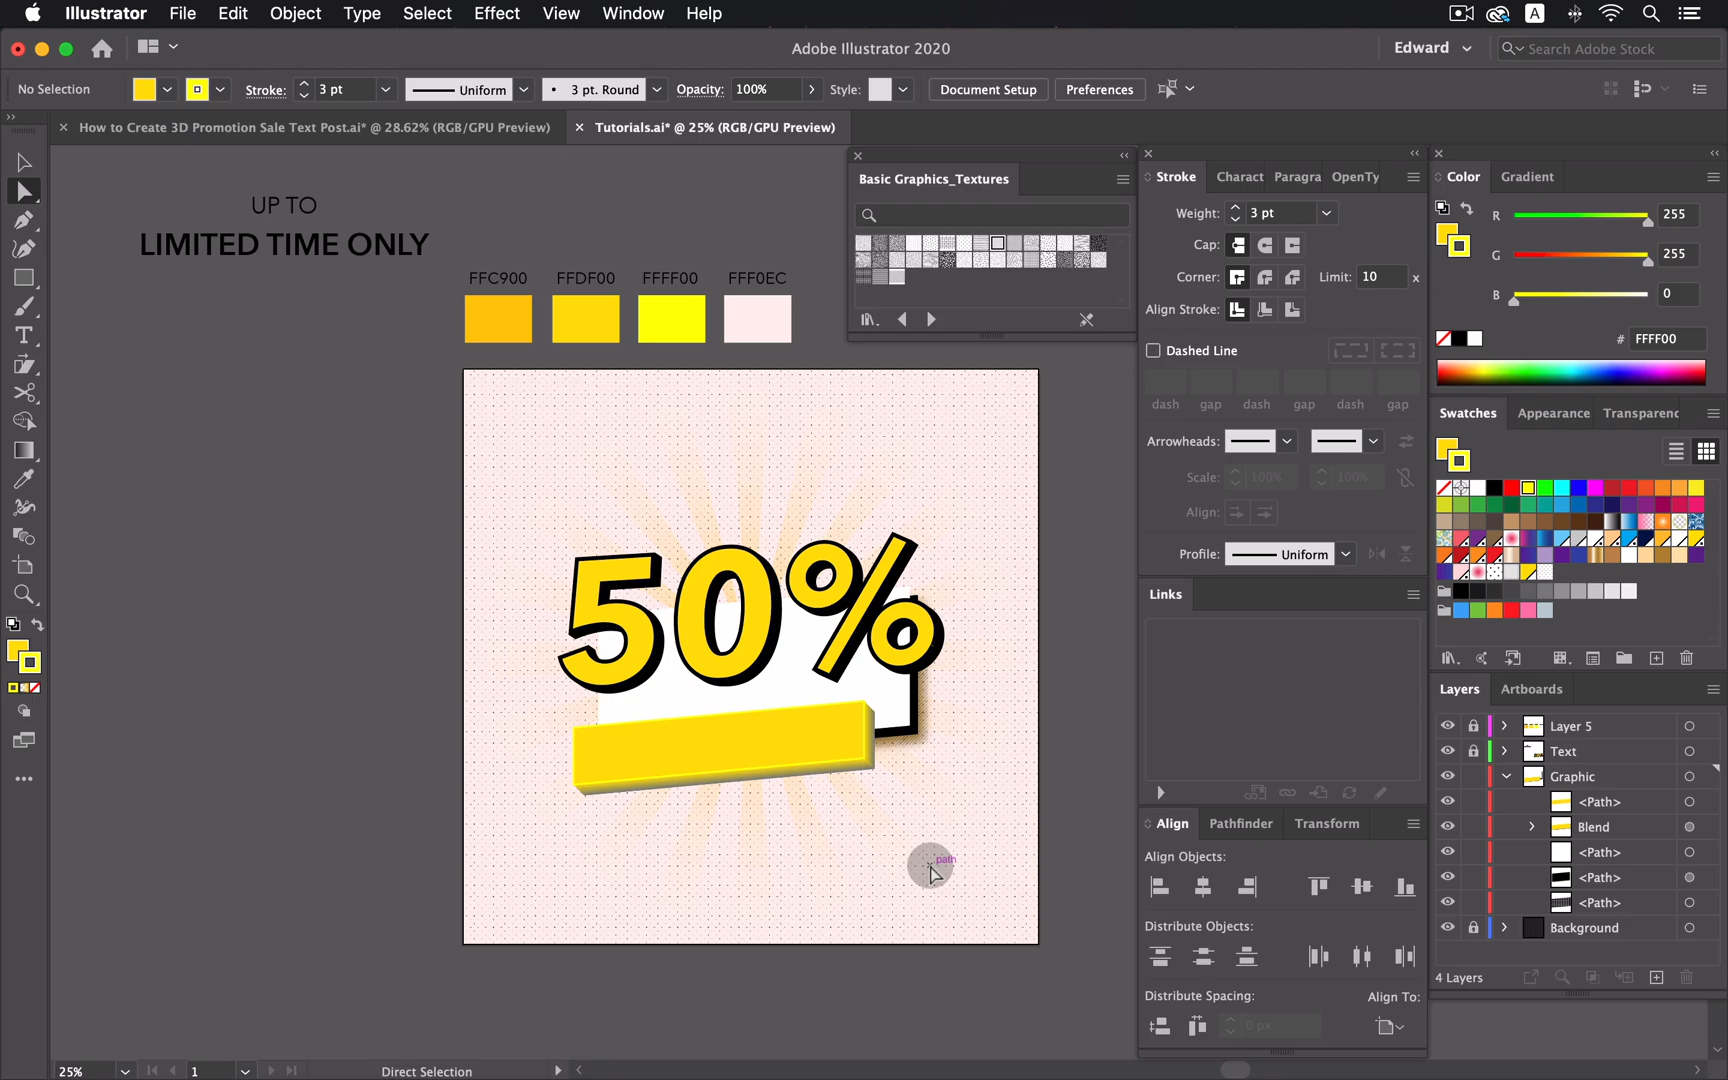 Illustrator File Edit Object Type Select Effect View Window Help
A
Adobe Illustrator 2020
Edward
Search Adobe Stock
No Selection
Stroke: 3 pt
Uniform
3 pt. Round
Opacity: 100%
Style:
Document Setup
Preferences
How to Create 3D Promotion Sale Text Post.ai* @ 28.62% (RGB/GPU Preview)
Tutorials.ai* @ 25% (RGB/GPU Preview)
UP TO
LIMITED TIME ONLY
FFC900 FFDF00 FFFF00 FFF0EC
50%
path
Basic Graphics_Textures
Stroke Charact Paragra OpenTy
Weight: 3 pt
Cap:
Corner: Limit: 10 x
Align Stroke:
Dashed Line
dash gap dash gap dash gap
Arrowheads:
Scale: 100% 100%
Align:
Profile: Uniform
Links
Align Pathfinder Transform
Align Objects:
Distribute Objects:
Distribute Spacing: Align To:
0 px
Color Gradient
R 255
G 255
B 0
# FFFF00
Swatches Appearance Transparenc
Layers Artboards
Layer 5
Text
Graphic
<Path>
Blend
<Path>
<Path>
<Path>
Background
4 Layers
25% 1 Direct Selection